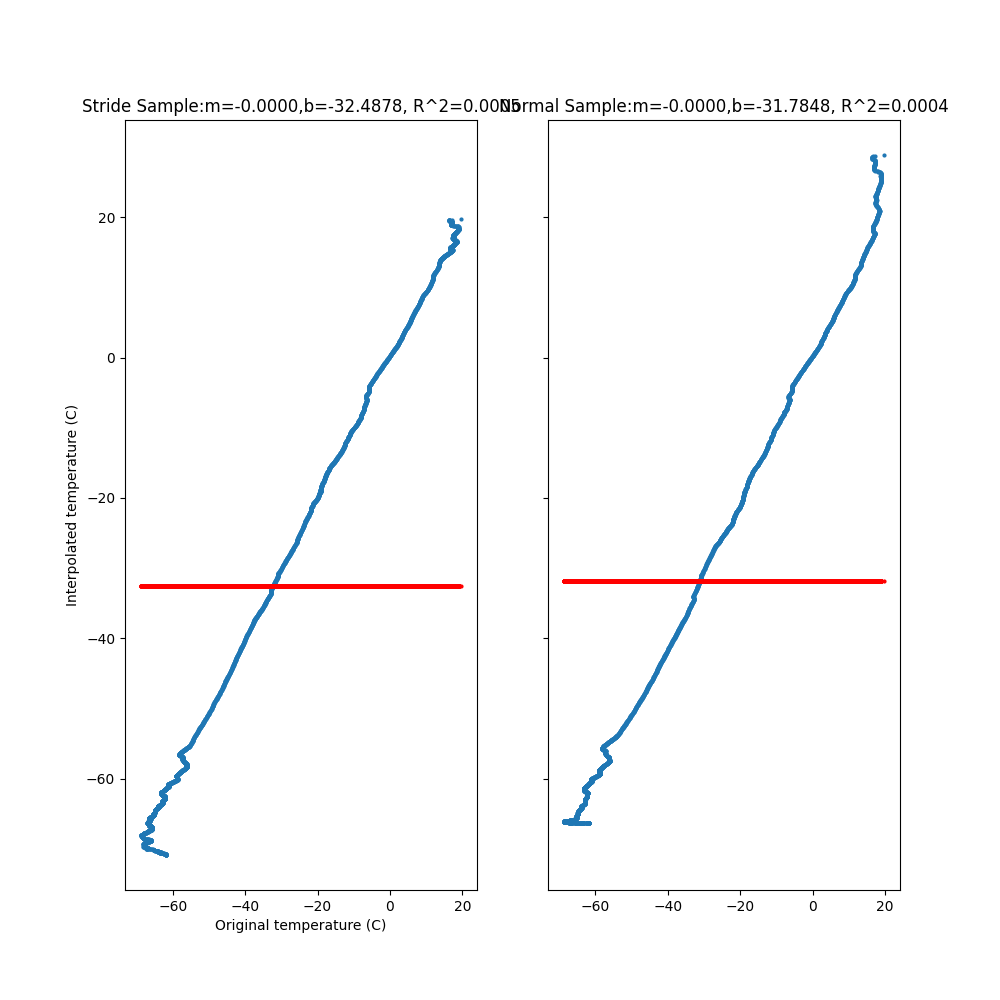 Stride Sample:m=-0.0000,b=-32.4878, R^2=0.0005
Normal Sample:m=-0.0000,b=-31.7848, R^2=0.0004
20
0
−20
−40
−60
Interpolated temperature (C)
−60 −40 −20 0 20
−60 −40 −20 0 20
Original temperature (C)